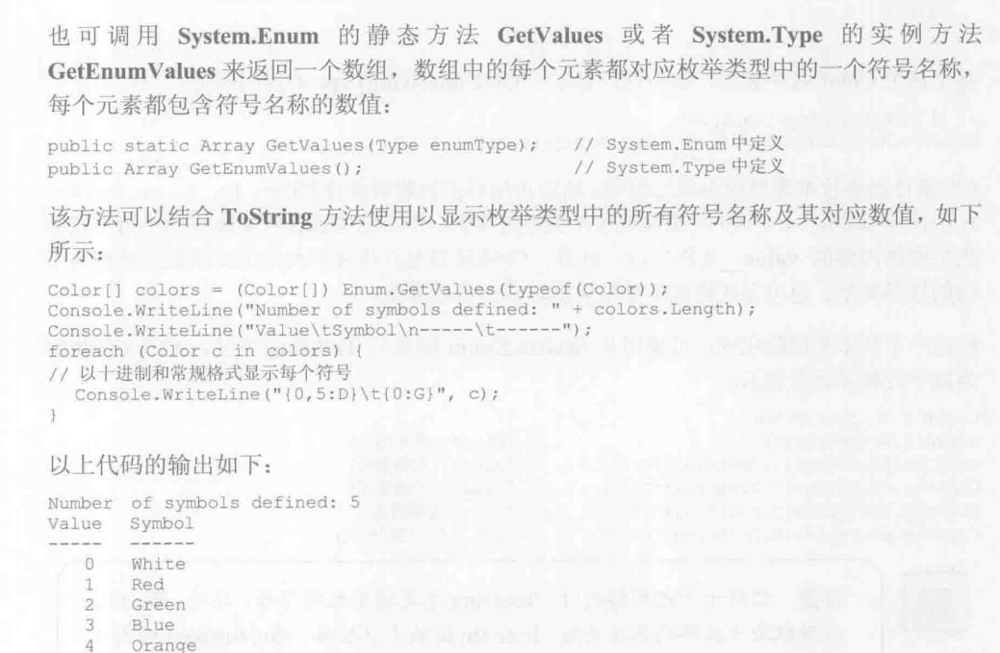 也可调用 System.Enum 的静态方法 GetValues 或者 System.Type 的实例方法
GetEnumValues 来返回一个数组，数组中的每个元素都对应枚举类型中的一个符号名称，
每个元素都包含符号名称的数值：
public static Array GetValues(Type enumType);    // System.Enum 中定义
public Array GetEnumValues();    // System.Type 中定义
该方法可以结合 ToString 方法使用以显示枚举类型中的所有符号名称及其对应数值，如下
所示：
Color[] colors = (Color[]) Enum.GetValues(typeof(Color));
Console.WriteLine("Number of symbols defined: " + colors.Length);
Console.WriteLine("Value\tSymbol\n-----\t-------");
foreach (Color c in colors) {
// 以十进制和常规格式显示每个符号
Console.WriteLine("{0,5:D}\t{0:G}", c);
}
以上代码的输出如下：
Number of symbols defined: 5
Value Symbol
----- ------
0 White
1 Red
2 Green
3 Blue
4 Orange